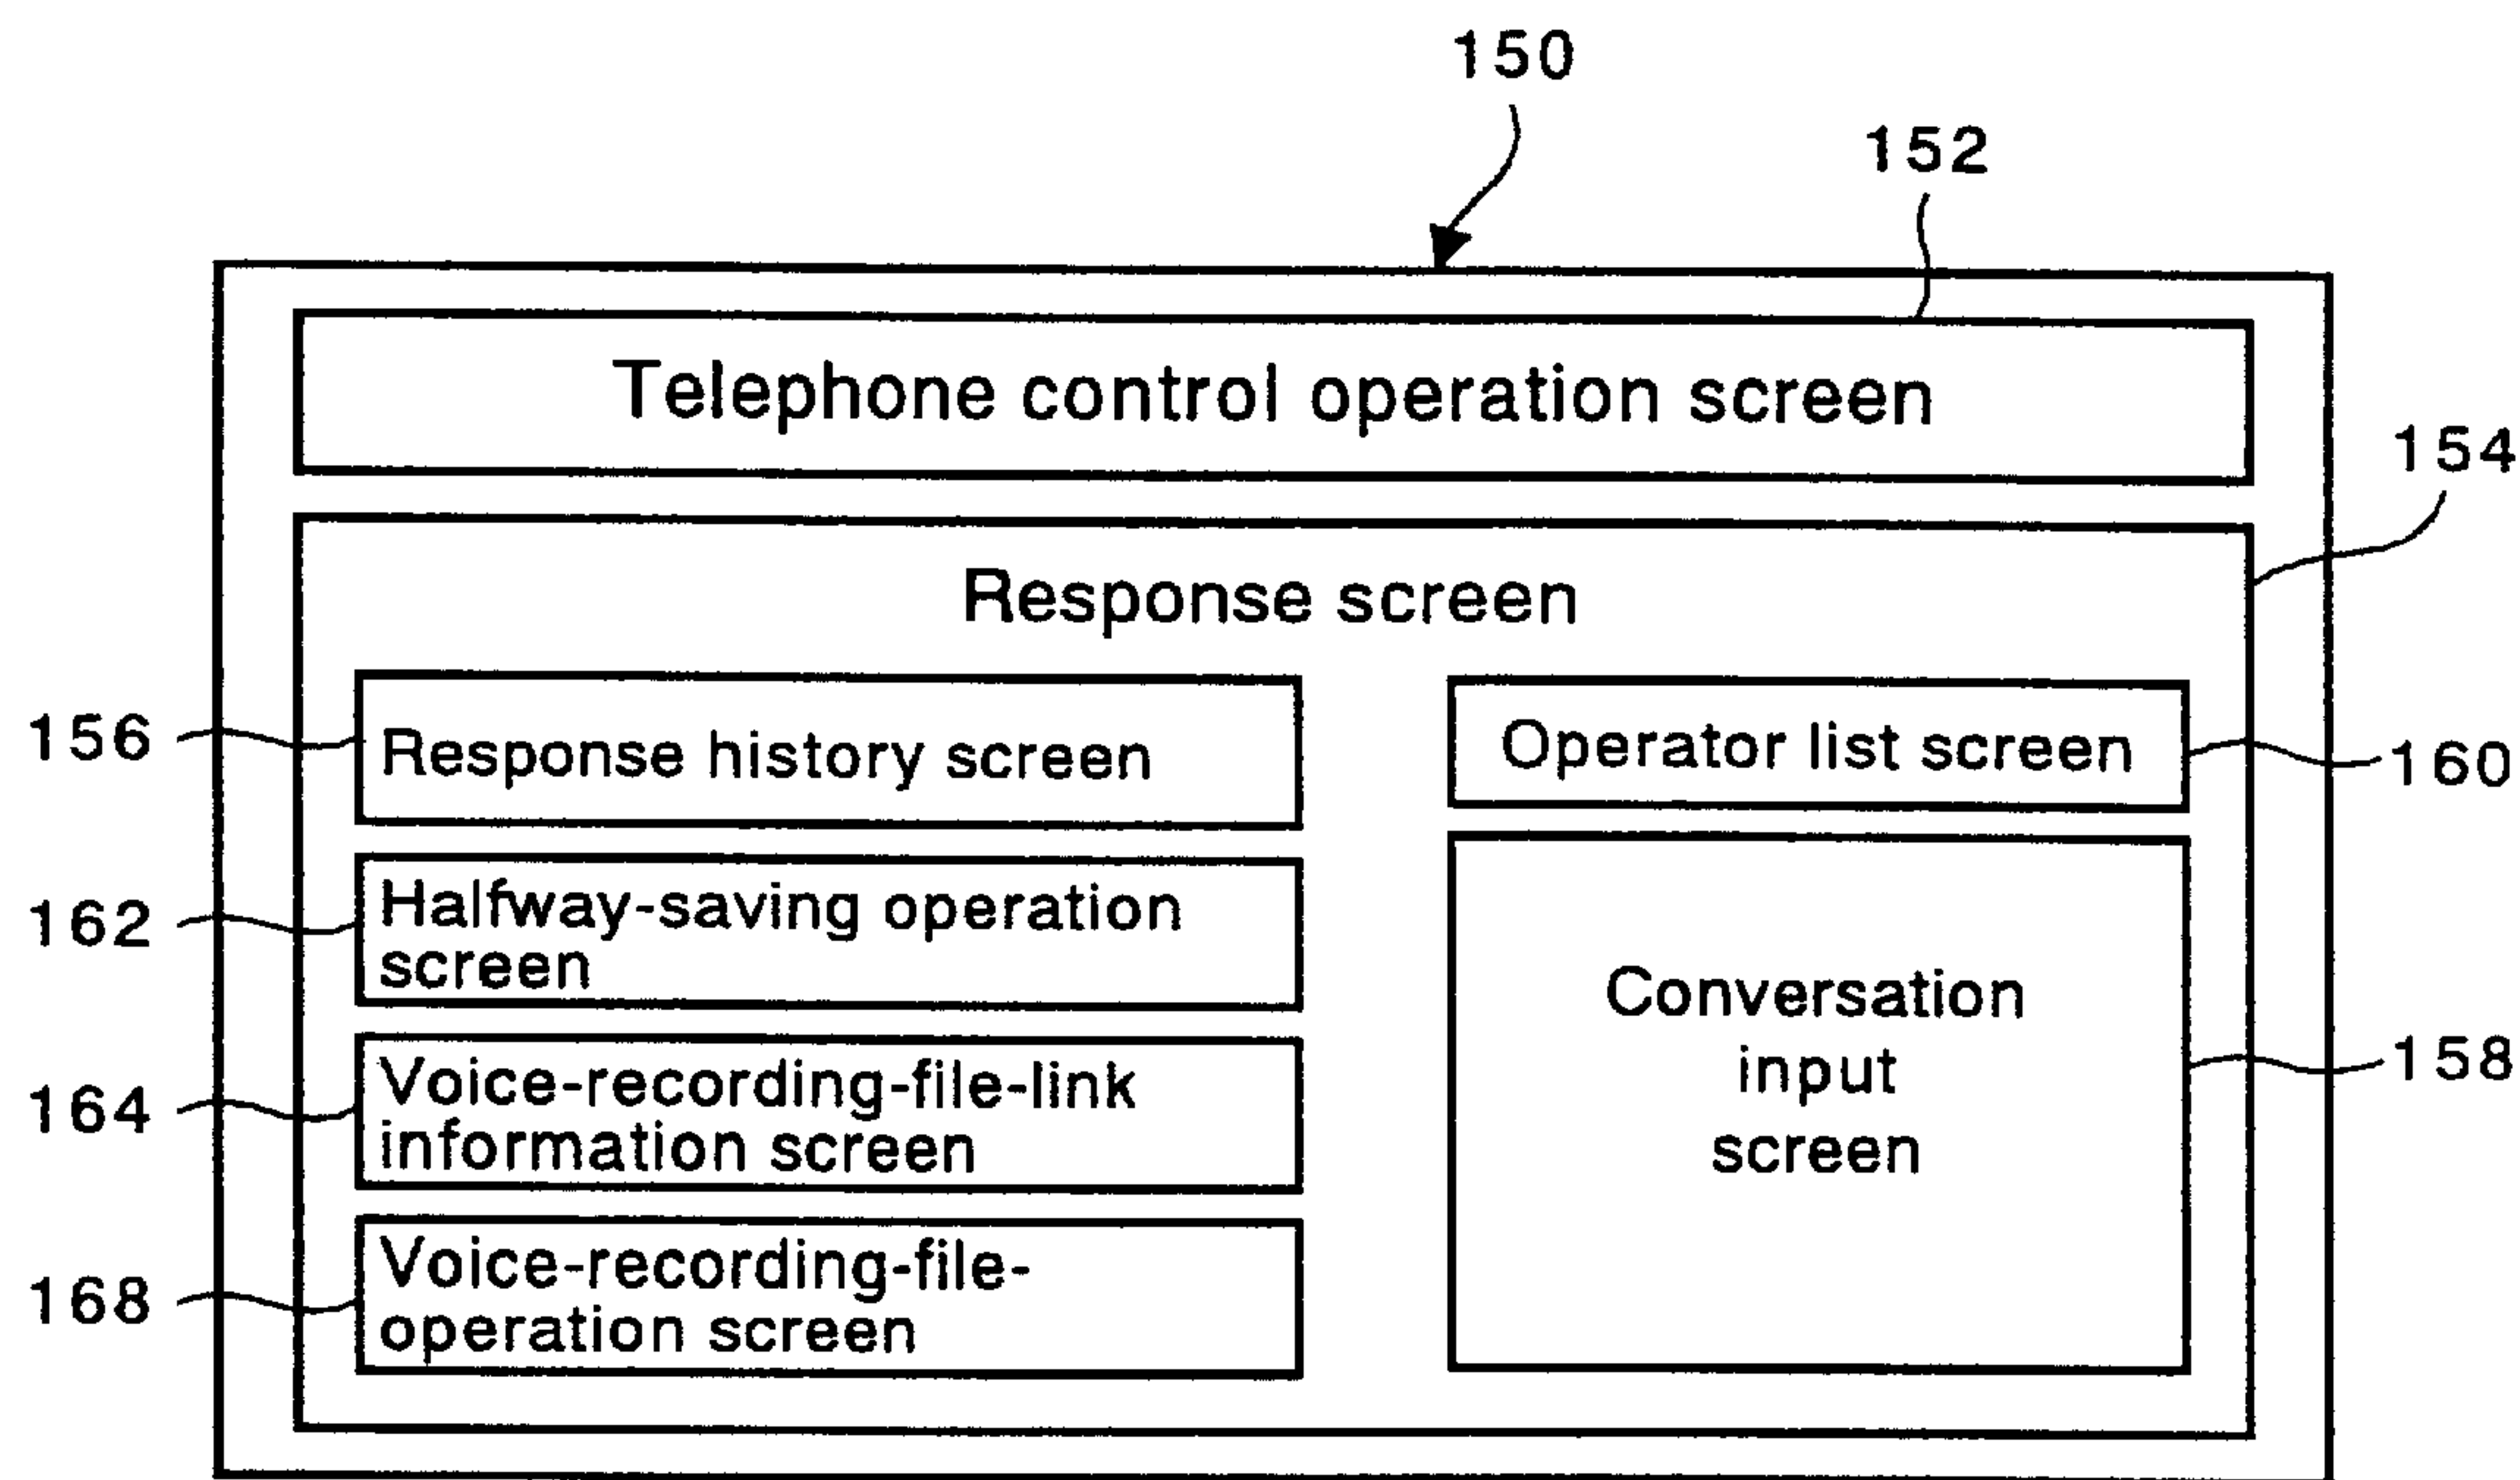 150
152
Telephone control operation screen
154
Response screen
156
Response history screen
Operator list screen
160
162
Halfway-saving operation
screen
Conversation
input
screen
158
164
Voice-recording-file-link
information screen
168
Voice-recording-file-
operation screen